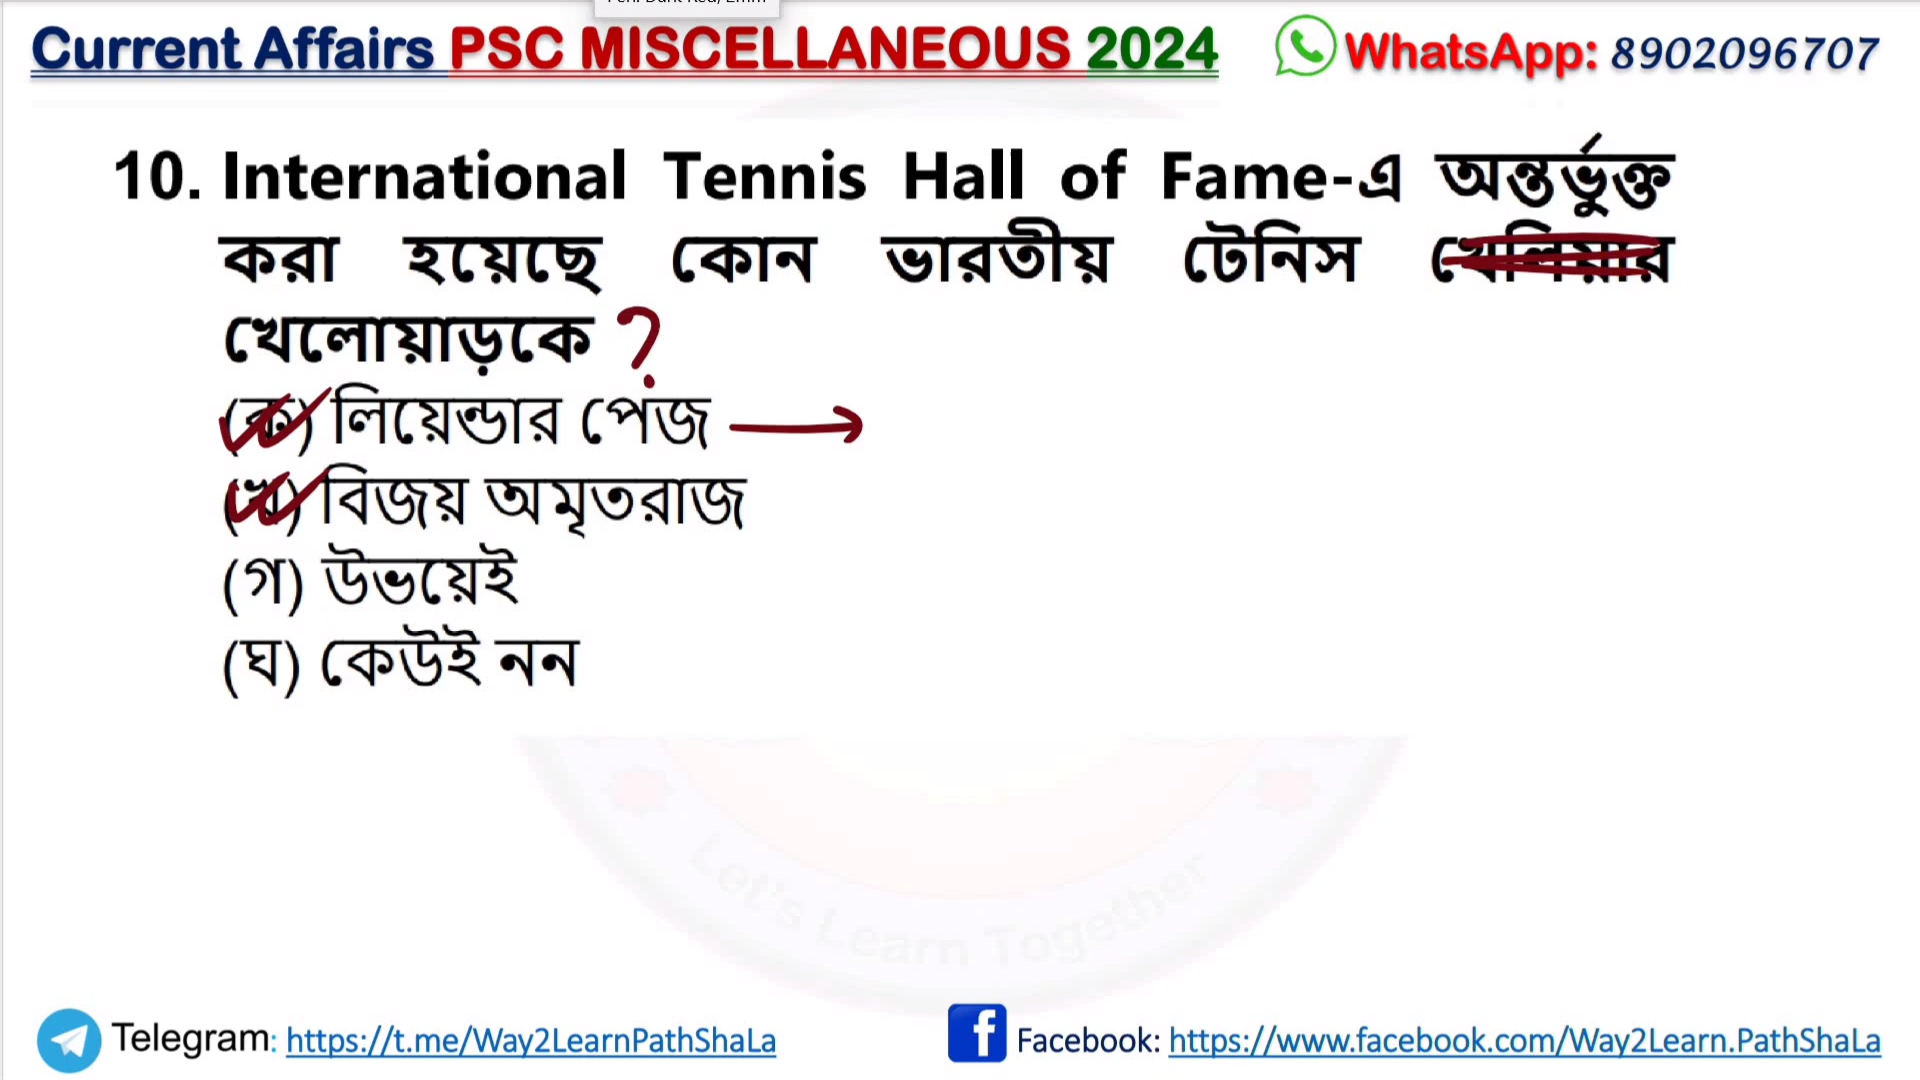 Current Affairs PSC MISCELLANEOUS 2024 WhatsApp: 8902096707
10. International Tennis Hall of Fame-এ অন্তর্ভুক্ত
করা হয়েছে কোন ভারতীয় টেনিস খেলিয়ার
খেলোয়াড়কে ?
(ক) লিয়েন্ডার পেজ
(খ) বিজয় অমৃতরাজ
(গ) উভয়েই
(ঘ) কেউই নন
Let's Learn Together
Telegram: https://t.me/Way2LearnPathShaLa Facebook: https://www.facebook.com/Way2Learn.PathShaLa